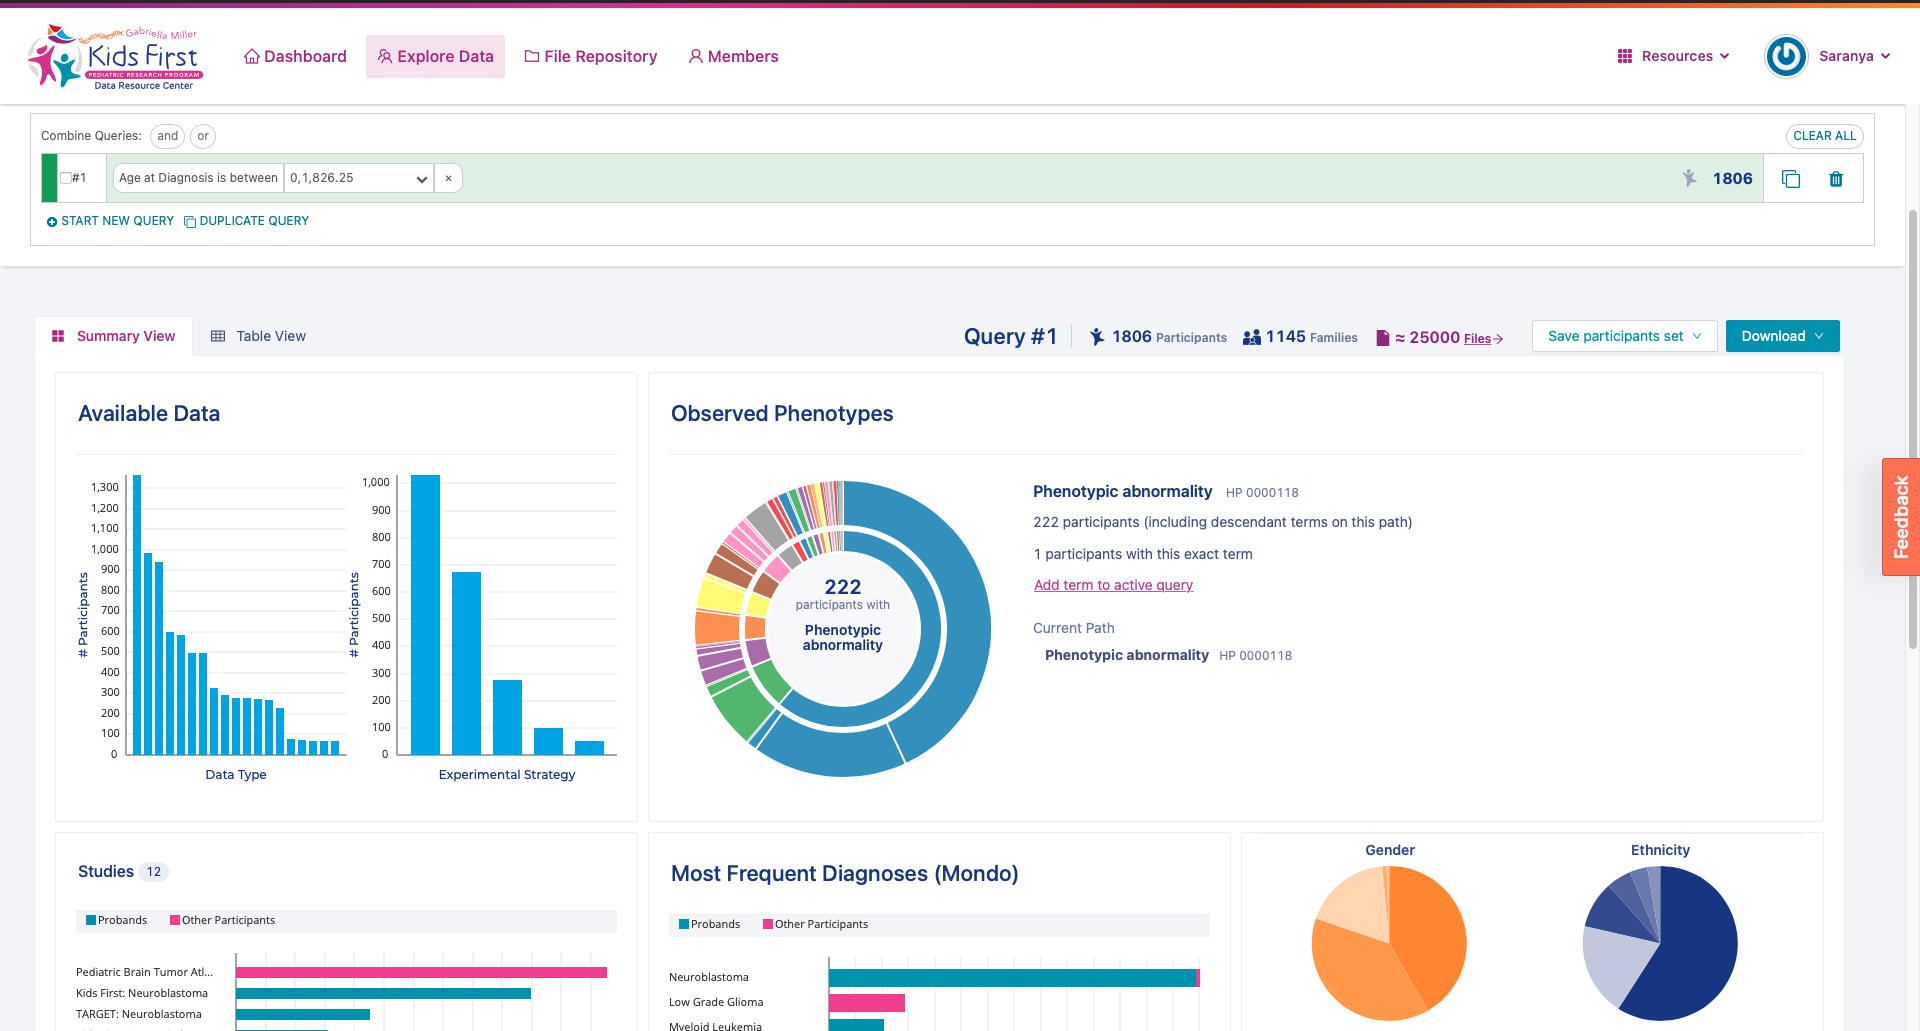 Gabriella Miller
Kids First
PEDIATRIC RESEARCH PROGRAM
Data Resource Center
Dashboard
Explore Data
File Repository
Members
Resources
Saranya
Combine Queries: and or
CLEAR ALL
#1
Age at Diagnosis is between
0,1,826.25
×
1806
START NEW QUERY
DUPLICATE QUERY
Summary View
Table View
Query #1
1806 Participants
1145 Families
≈ 25000 Files
Save participants set
Download
Available Data
# Participants
1,300
1,200
1,100
1,000
900
800
700
600
500
400
300
200
100
0
Data Type
# Participants
1,000
900
800
700
600
500
400
300
200
100
0
Experimental Strategy
Observed Phenotypes
222
participants with
Phenotypic
abnormality
Phenotypic abnormality HP 0000118
222 participants (including descendant terms on this path)
1 participants with this exact term
Add term to active query
Current Path
Phenotypic abnormality HP 0000118
Feedback
Studies 12
Probands
Other Participants
Pediatric Brain Tumor Atl...
Kids First: Neuroblastoma
TARGET: Neuroblastoma
Most Frequent Diagnoses (Mondo)
Probands
Other Participants
Neuroblastoma
Low Grade Glioma
Myeloid Leukemia
Gender
Ethnicity